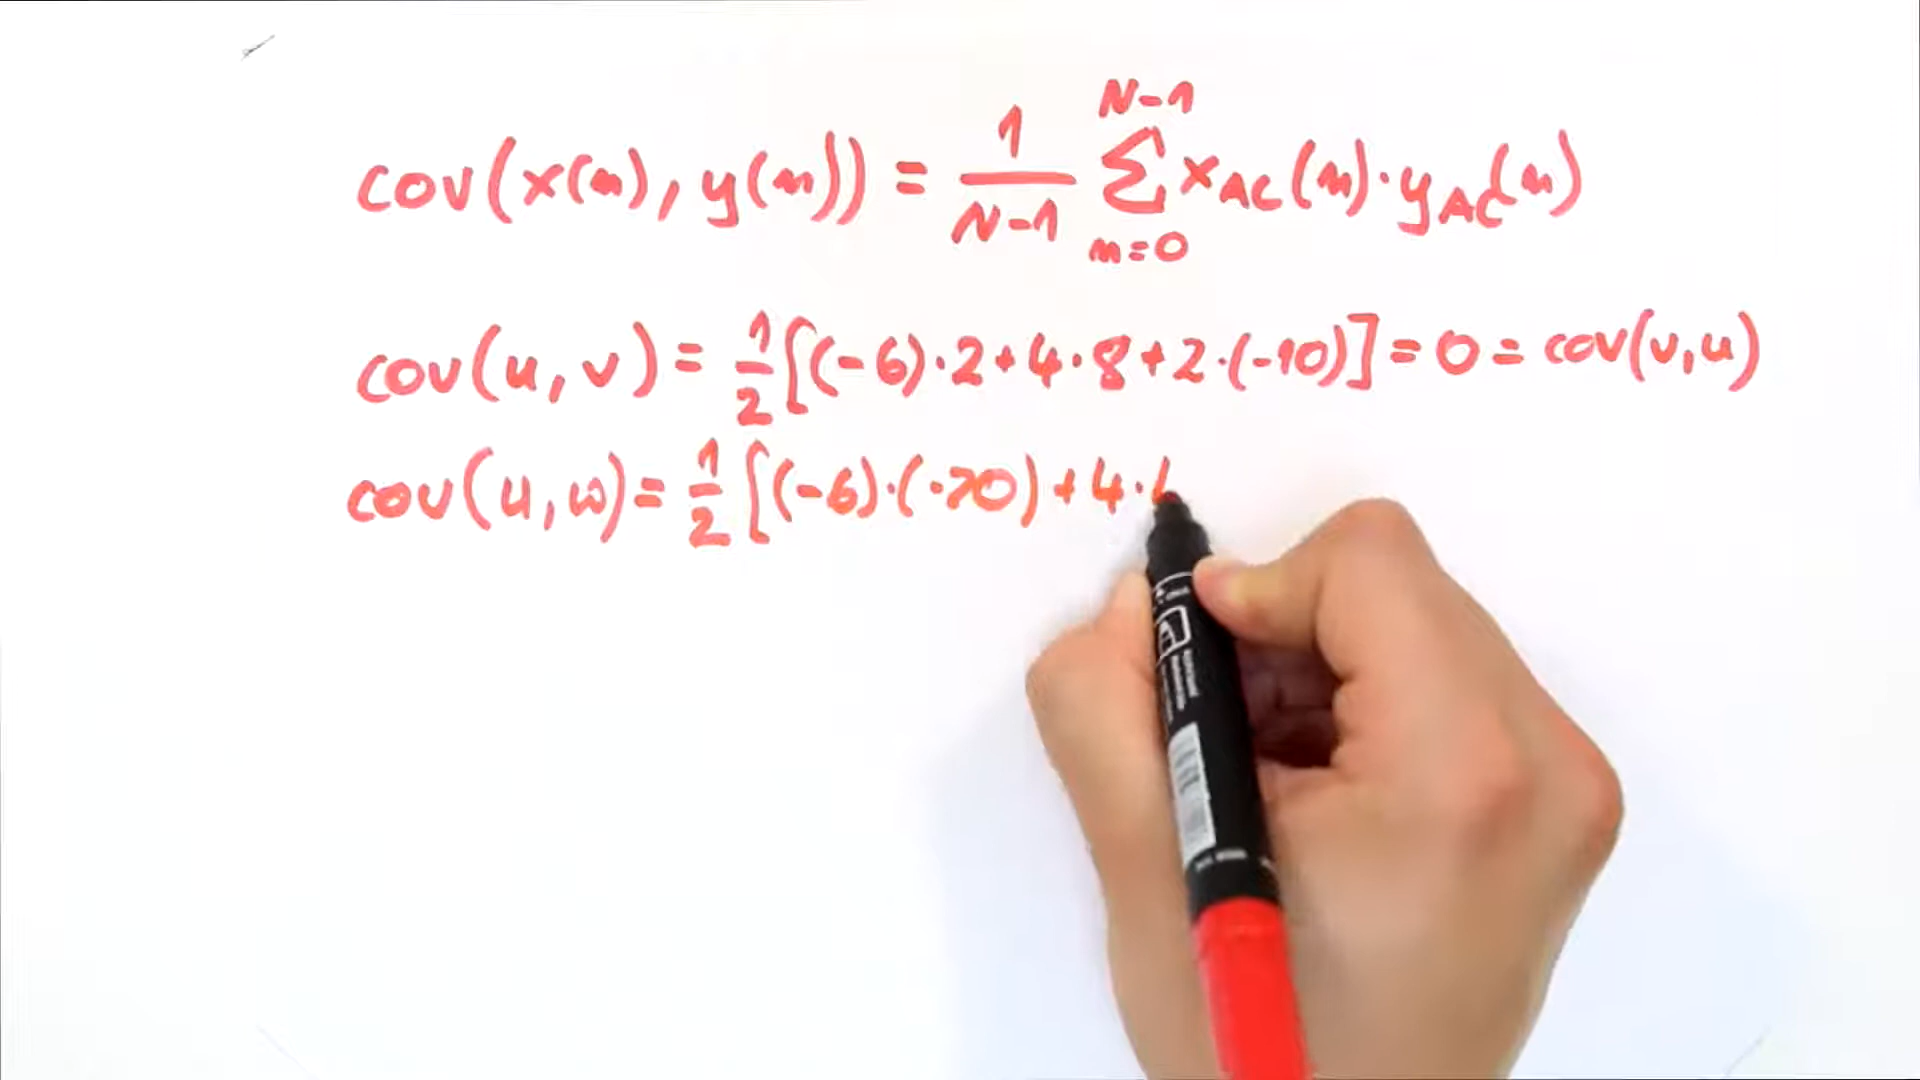 cov(x(n), y(n)) = 1/(N-1) N-1 Σ n=0 x_AC(n) · y_AC(n)
cov(u, v) = 1/2 [(-6) · 2 + 4 · 8 + 2 · (-10)] = 0 = cov(v, u)
cov(u, w) = 1/2 [(-6) · (-20) + 4 ·